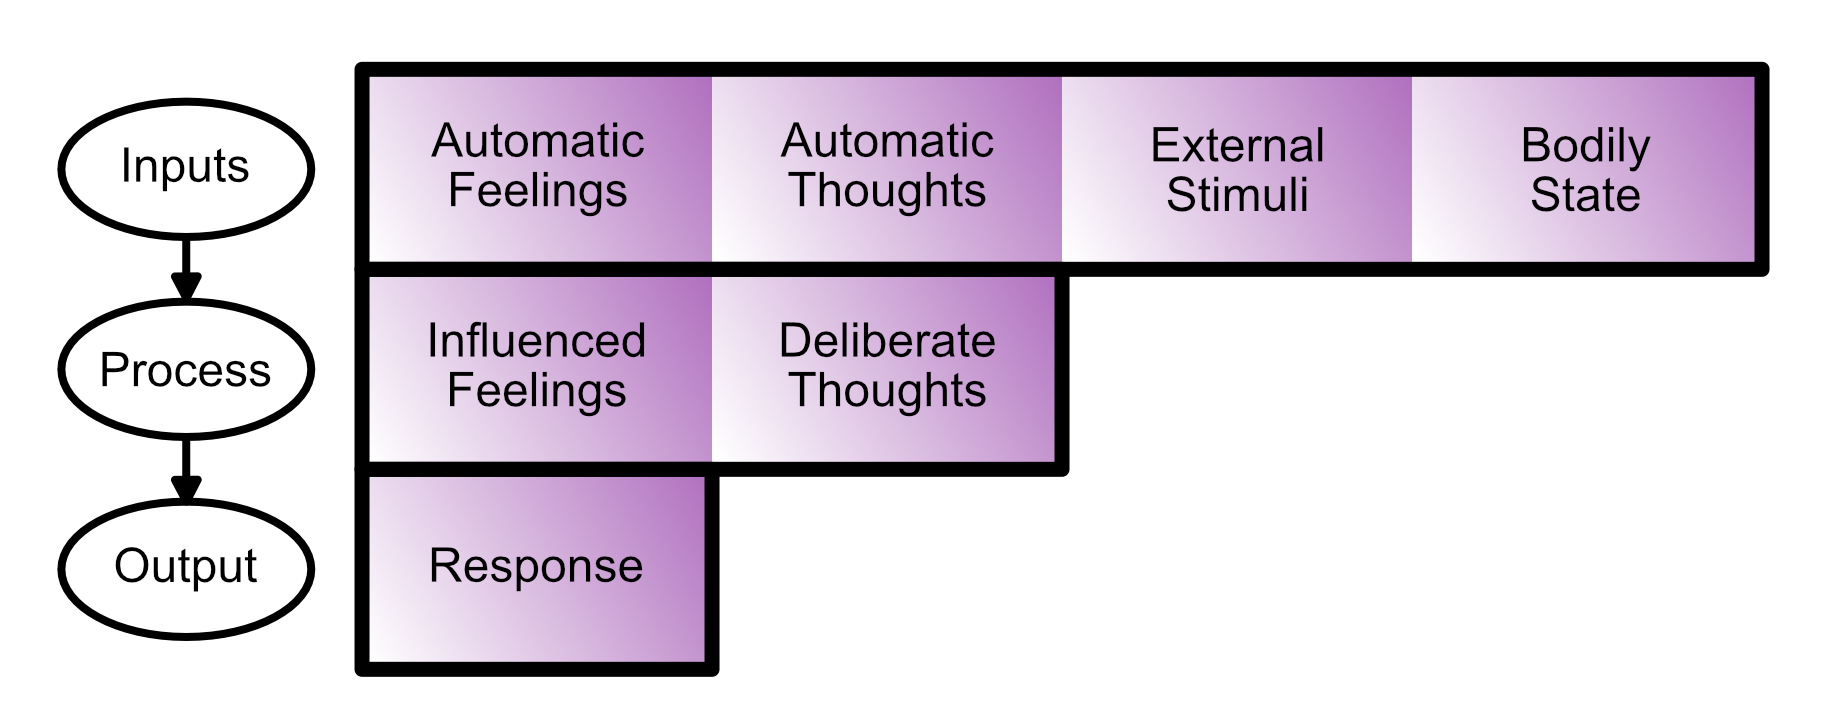 Inputs
Automatic
Feelings
Automatic
Thoughts
External
Stimuli
Bodily
State
Process
Influenced
Feelings
Deliberate
Thoughts
Output
Response